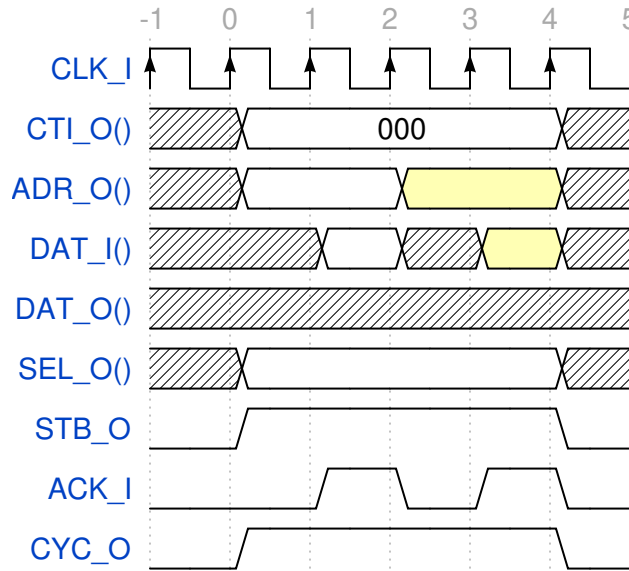 -1 0 1 2 3 4 5
CLK_I
CTI_O() 000
ADR_O()
DAT_I()
DAT_O()
SEL_O()
STB_O
ACK_I
CYC_O